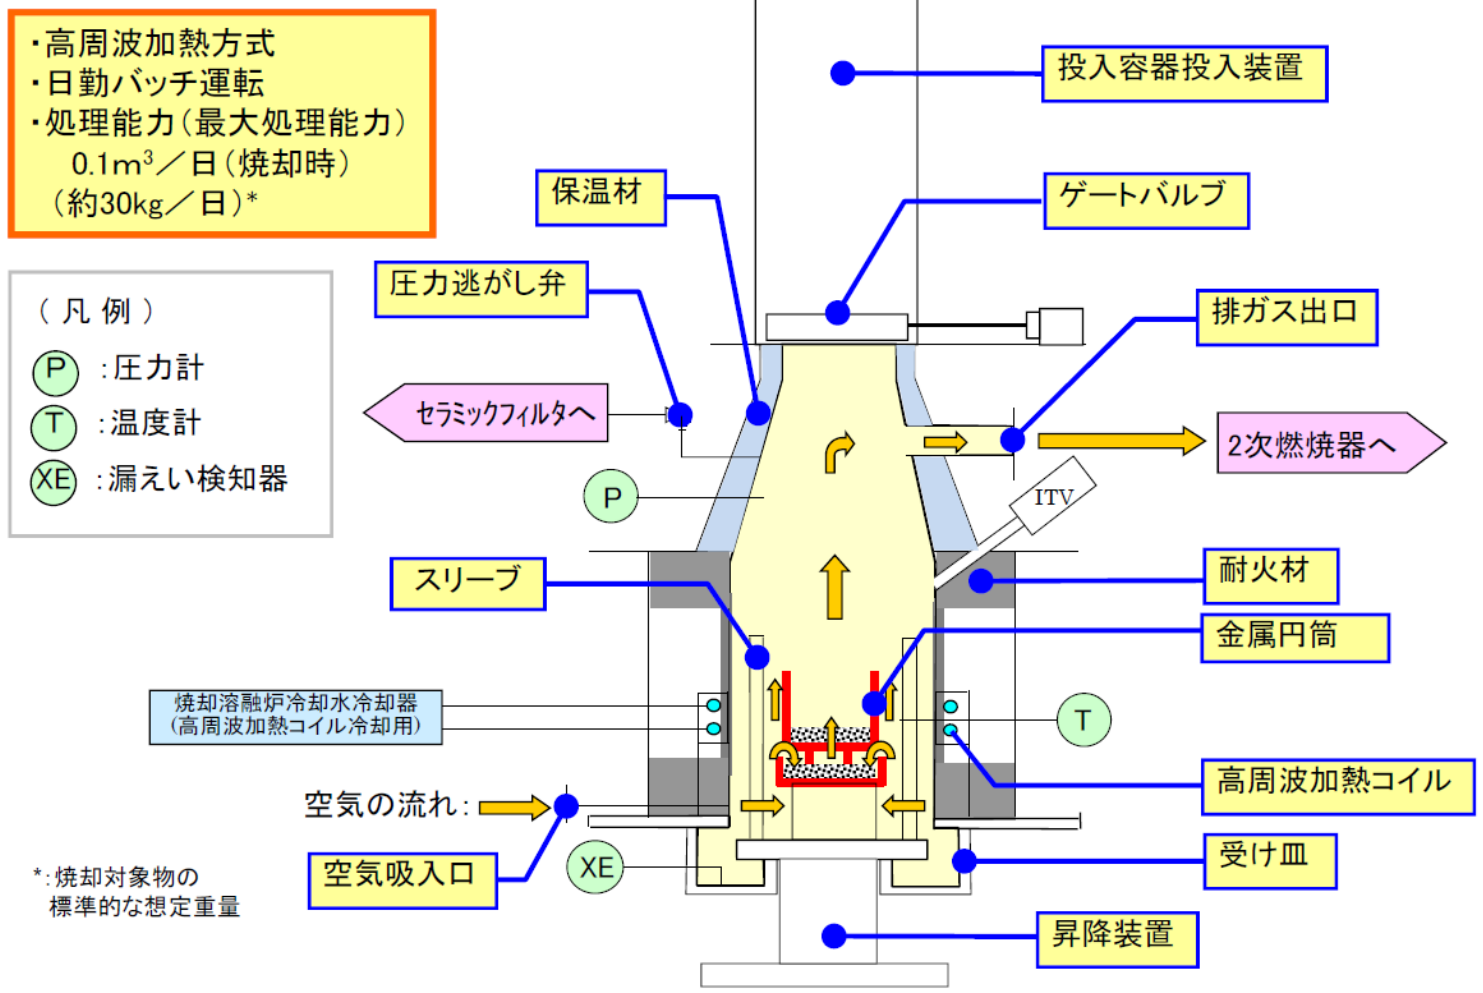 ・高周波加熱方式
・日勤バッチ運転
・処理能力(最大処理能力)
0.1m³／日(焼却時)
(約30kg／日)*
(凡例)
P :圧力計
T :温度計
XE :漏えい検知器
投入容器投入装置
保温材
ゲートバルブ
圧力逃がし弁
排ガス出口
セラミックフィルタへ
2次燃焼器へ
P
ITV
スリーブ
耐火材
金属円筒
焼却溶融炉冷却水冷却器
(高周波加熱コイル冷却用)
T
高周波加熱コイル
空気の流れ:
空気吸入口
XE
受け皿
*:焼却対象物の
標準的な想定重量
昇降装置